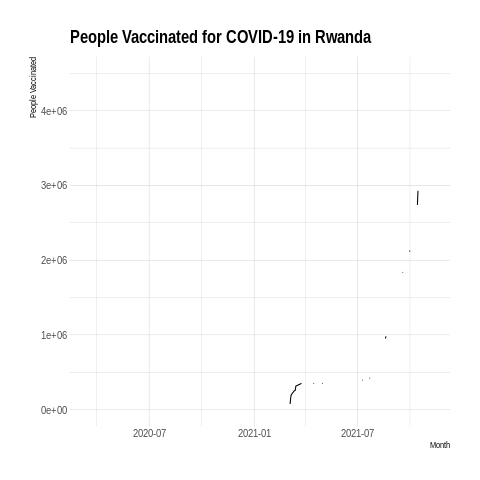 People Vaccinated for COVID-19 in Rwanda
People Vaccinated
4e+06
3e+06
2e+06
1e+06
0e+00
2020-07
2021-01
2021-07
Month